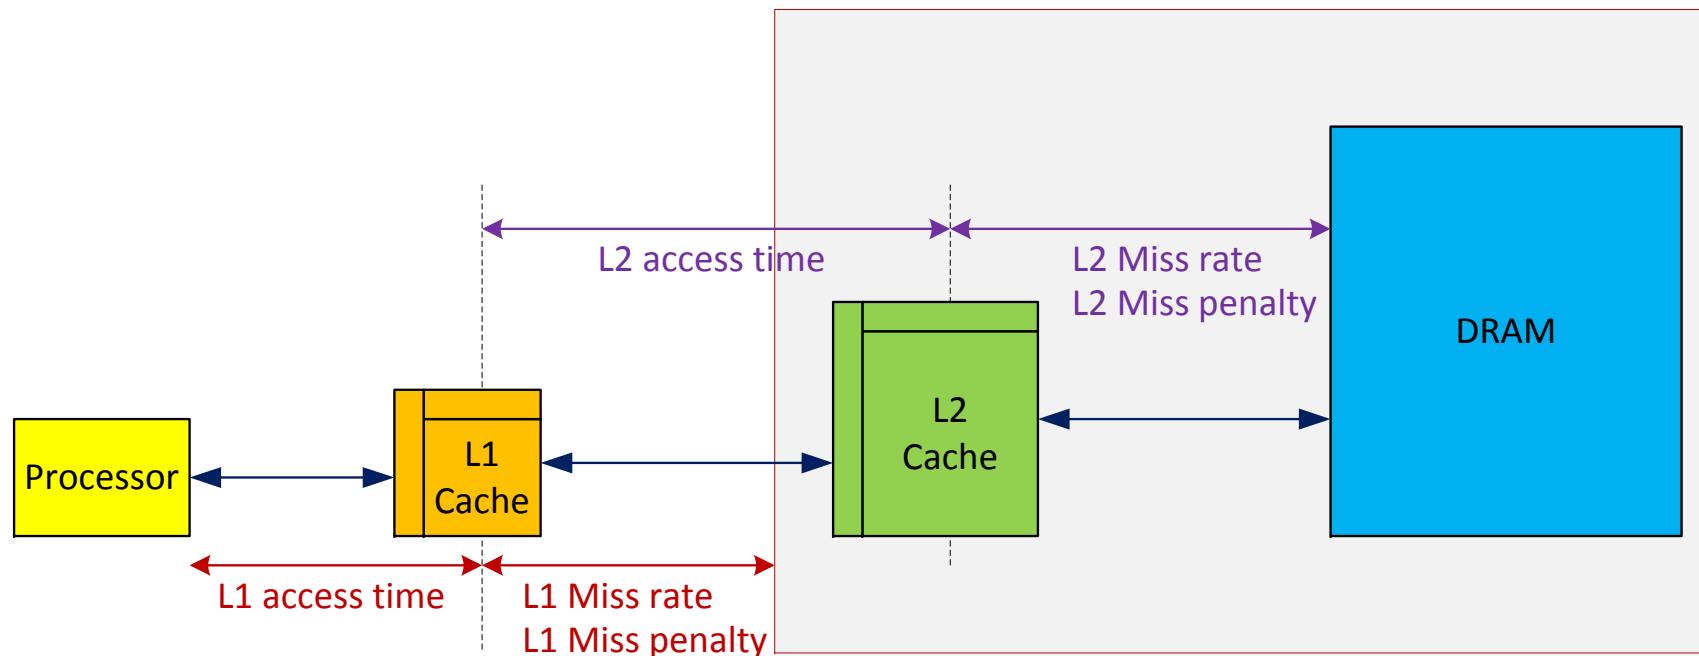 L2 access time
L2 Miss rate
L2 Miss penalty
DRAM
L2
Cache
Processor
L1
Cache
L1 access time
L1 Miss rate
L1 Miss penalty